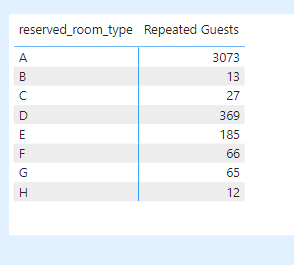 reserved_room_type Repeated Guests
A 3073
B 13
C 27
D 369
E 185
F 66
G 65
H 12